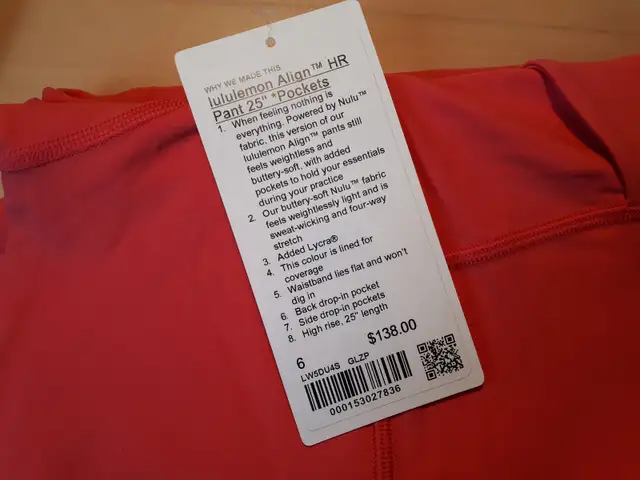 WHY WE MADE THIS
lululemon Align™ HR
Pant 25" *Pockets
1. When feeling nothing is
everything. Powered by Nulu™
fabric, this version of our
lululemon Align™ pants still
feels weightless and
buttery-soft, with added
pockets to hold your essentials
during your practice
2. Our buttery-soft Nulu™ fabric
feels weightlessly light and is
sweat-wicking and four-way
stretch
3. Added Lycra®
4. This colour is lined for
coverage
5. Waistband lies flat and won't
dig in
6. Back drop-in pocket
7. Side drop-in pockets
8. High rise, 25" length
6 $138.00
LW5DU4S GLZP
000153027836